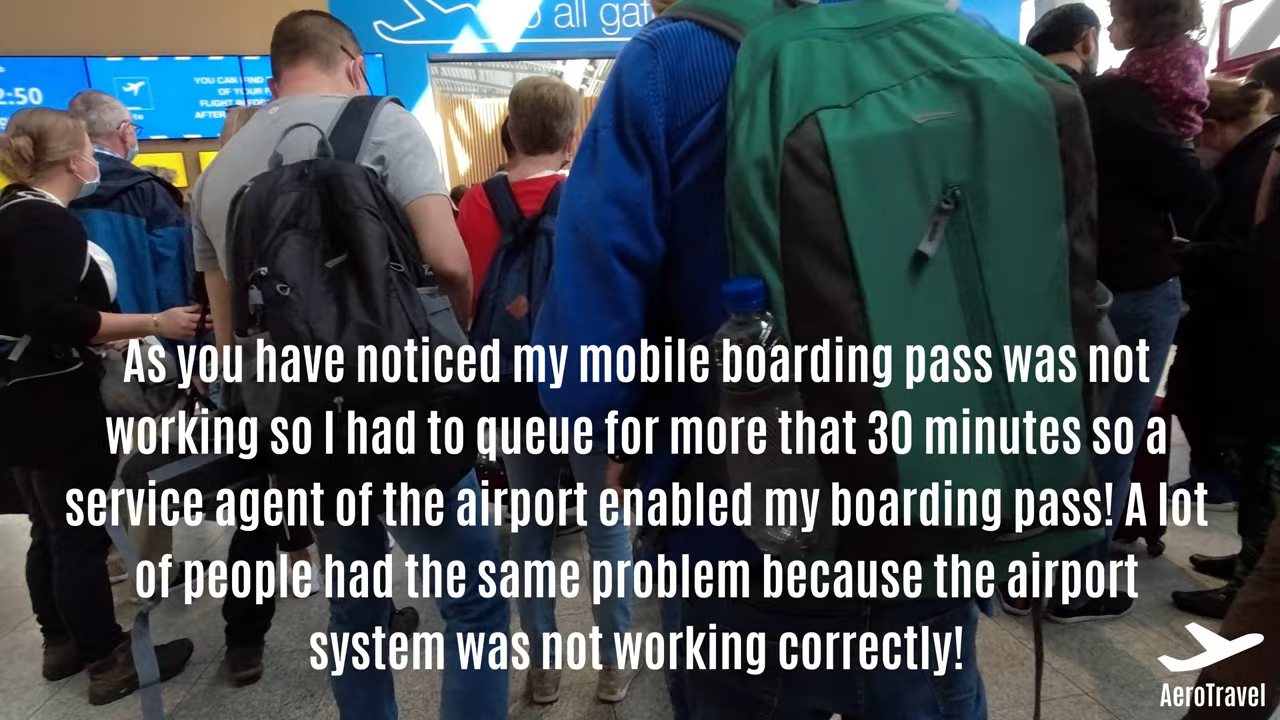 all gat
2:50
YOU CAN FIND
OF YOUR
FLIGHT
AFTER
As you have noticed my mobile boarding pass was not
working so I had to queue for more that 30 minutes so a
service agent of the airport enabled my boarding pass! A lot
of people had the same problem because the airport
system was not working correctly!
AeroTravel